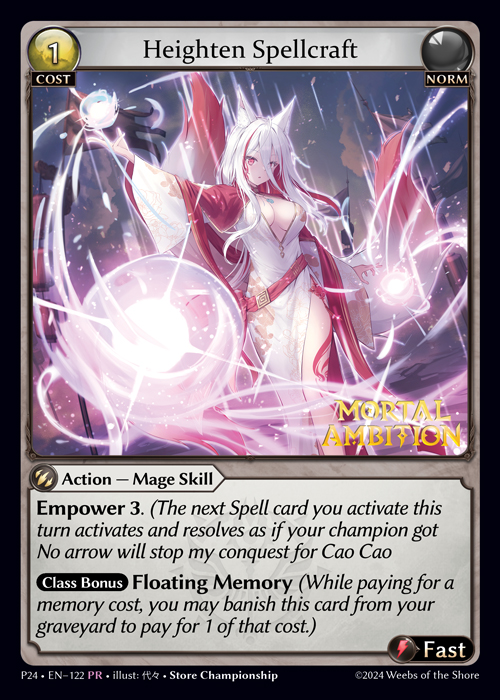 1
Heighten Spellcraft
COST
NORM
MORTAL
AMBITION
Action — Mage Skill
Empower 3. (The next Spell card you activate this
turn activates and resolves as if your champion got
No arrow will stop my conquest for Cao Cao
Class Bonus Floating Memory (While paying for a
memory cost, you may banish this card from your
graveyard to pay for 1 of that cost.)
Fast
P24 • EN-122 PR • illust: 代々 • Store Championship
©2024 Weebs of the Shore